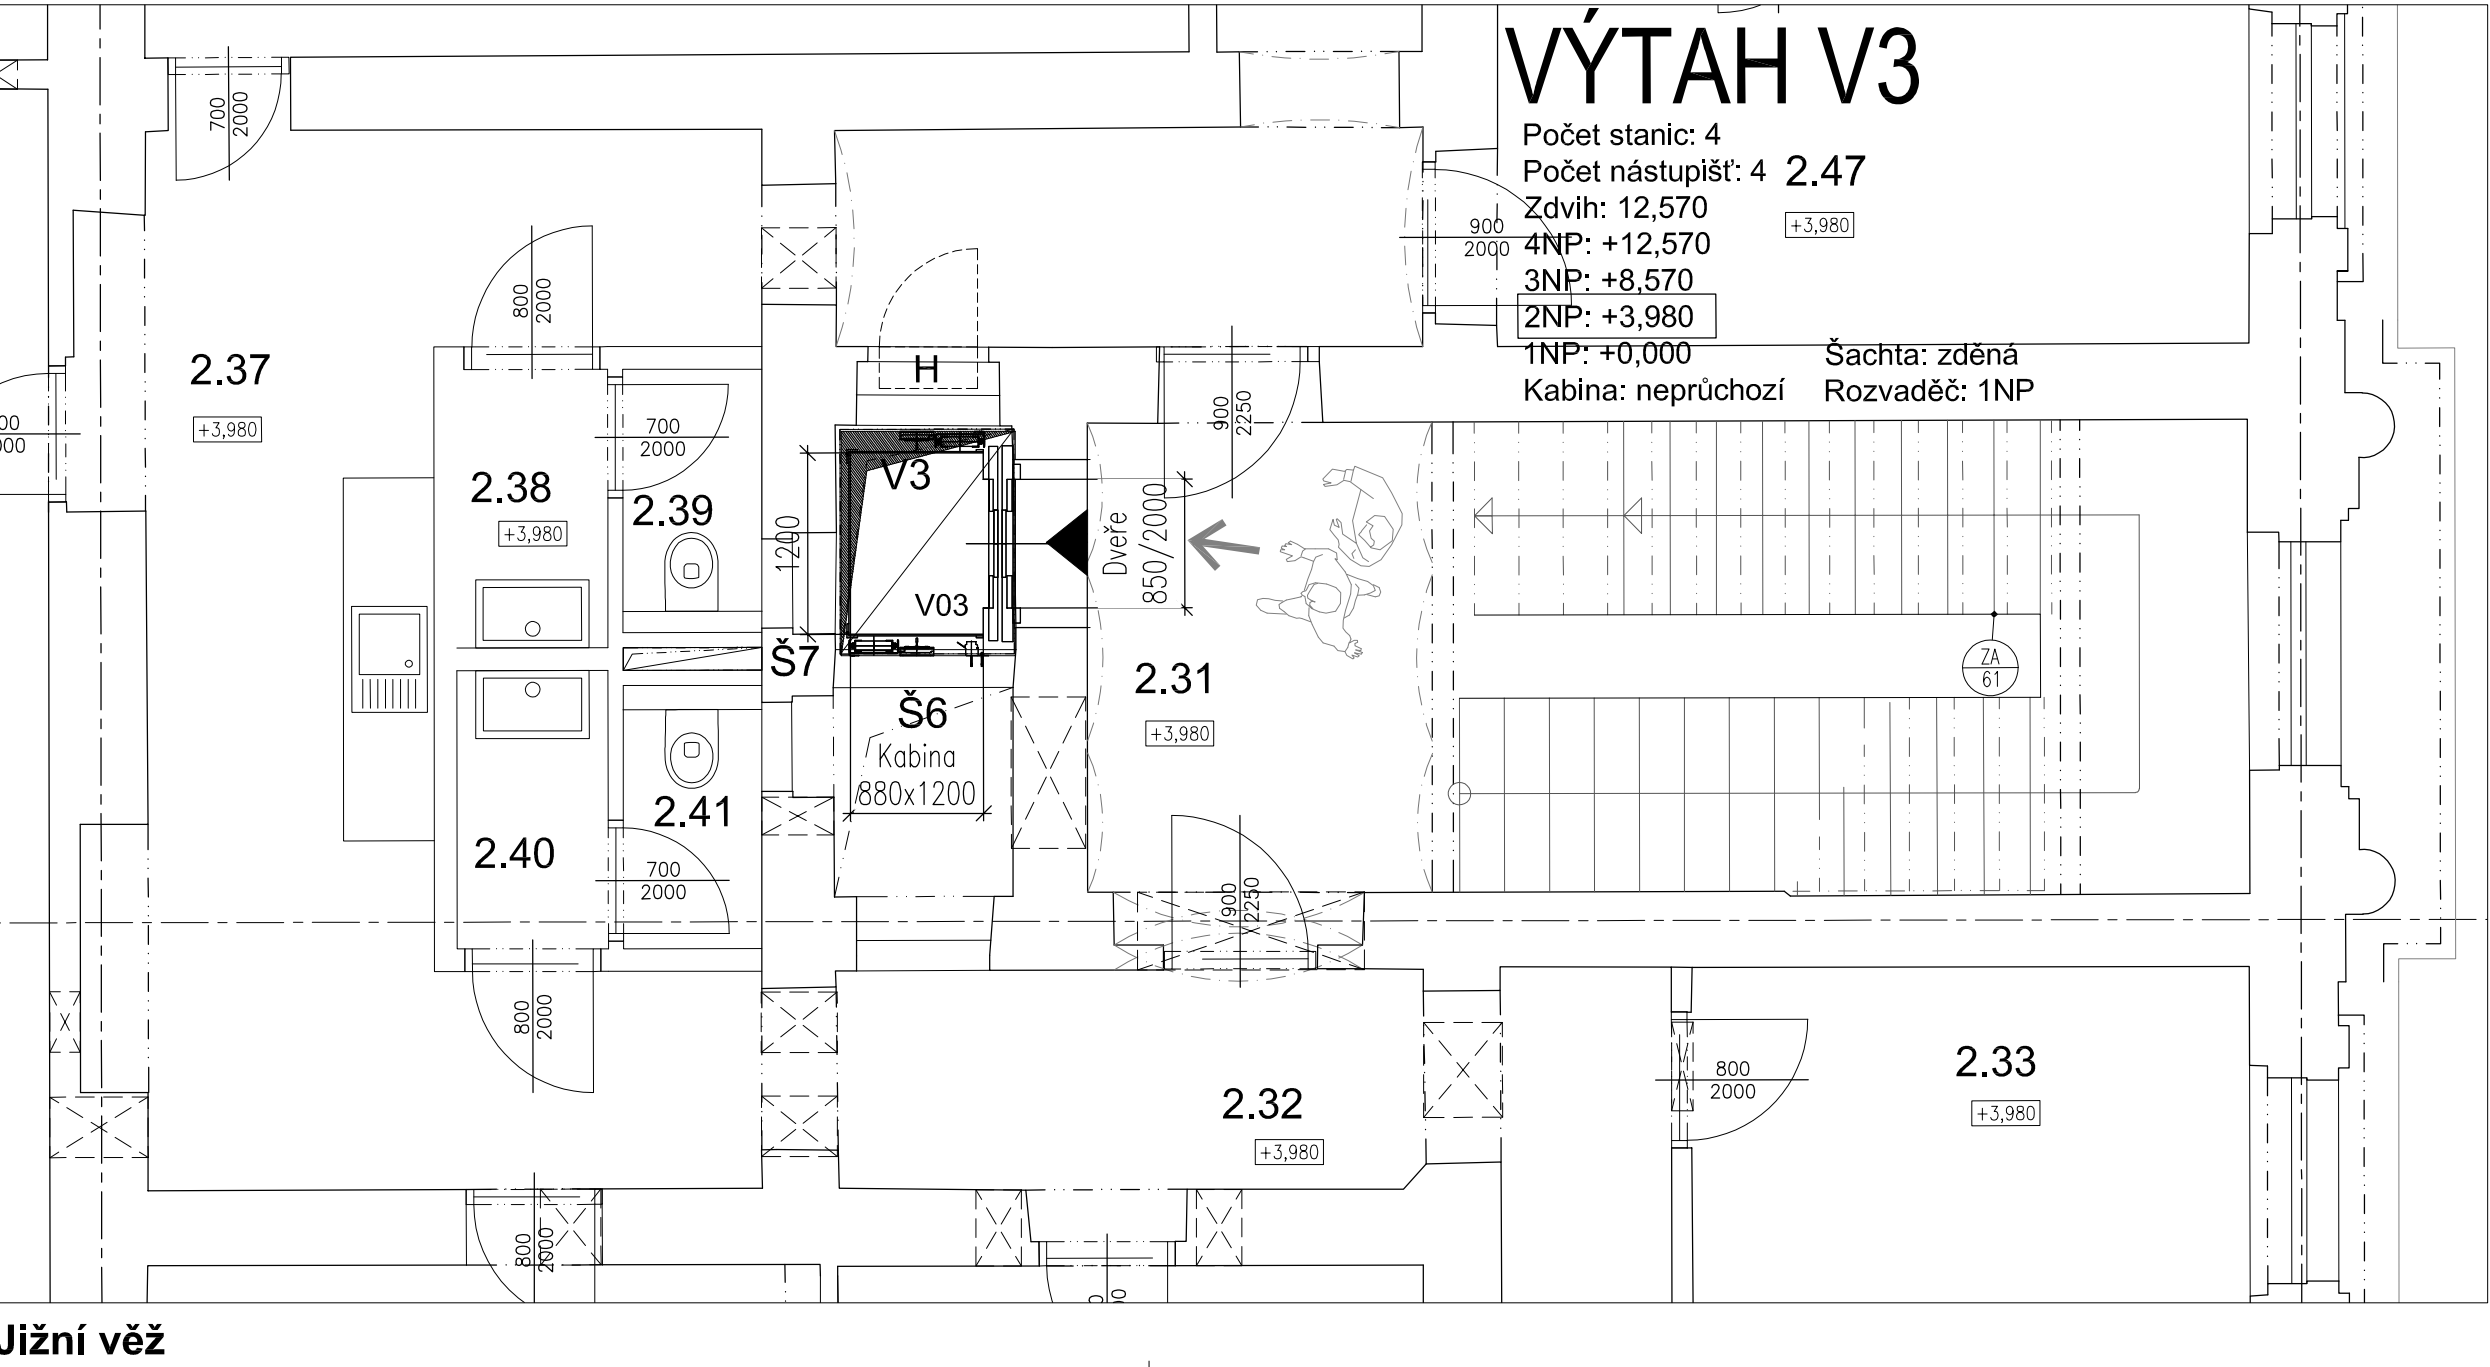 VÝTAH V3
Počet stanic: 4
Počet nástupišť: 4
2.47
Zdvih: 12,570
+3,980
4NP: +12,570
3NP: +8,570
2NP: +3,980
1NP: +0,000
Šachta: zděná
Kabina: neprůchozí
Rozvaděč: 1NP
700
2000
800
2000
900
2000
2.37
+3,980
H
900
2250
700
2000
2.38
+3,980
2.39
V3
1200
V03
Dveře
850/2000
Š7
2.31
+3,980
ZA
61
Š6
Kabina
880x1200
2.41
2.40
700
2000
900
2250
800
2000
2.32
+3,980
800
2000
2.33
+3,980
800
2000
Jižní věž